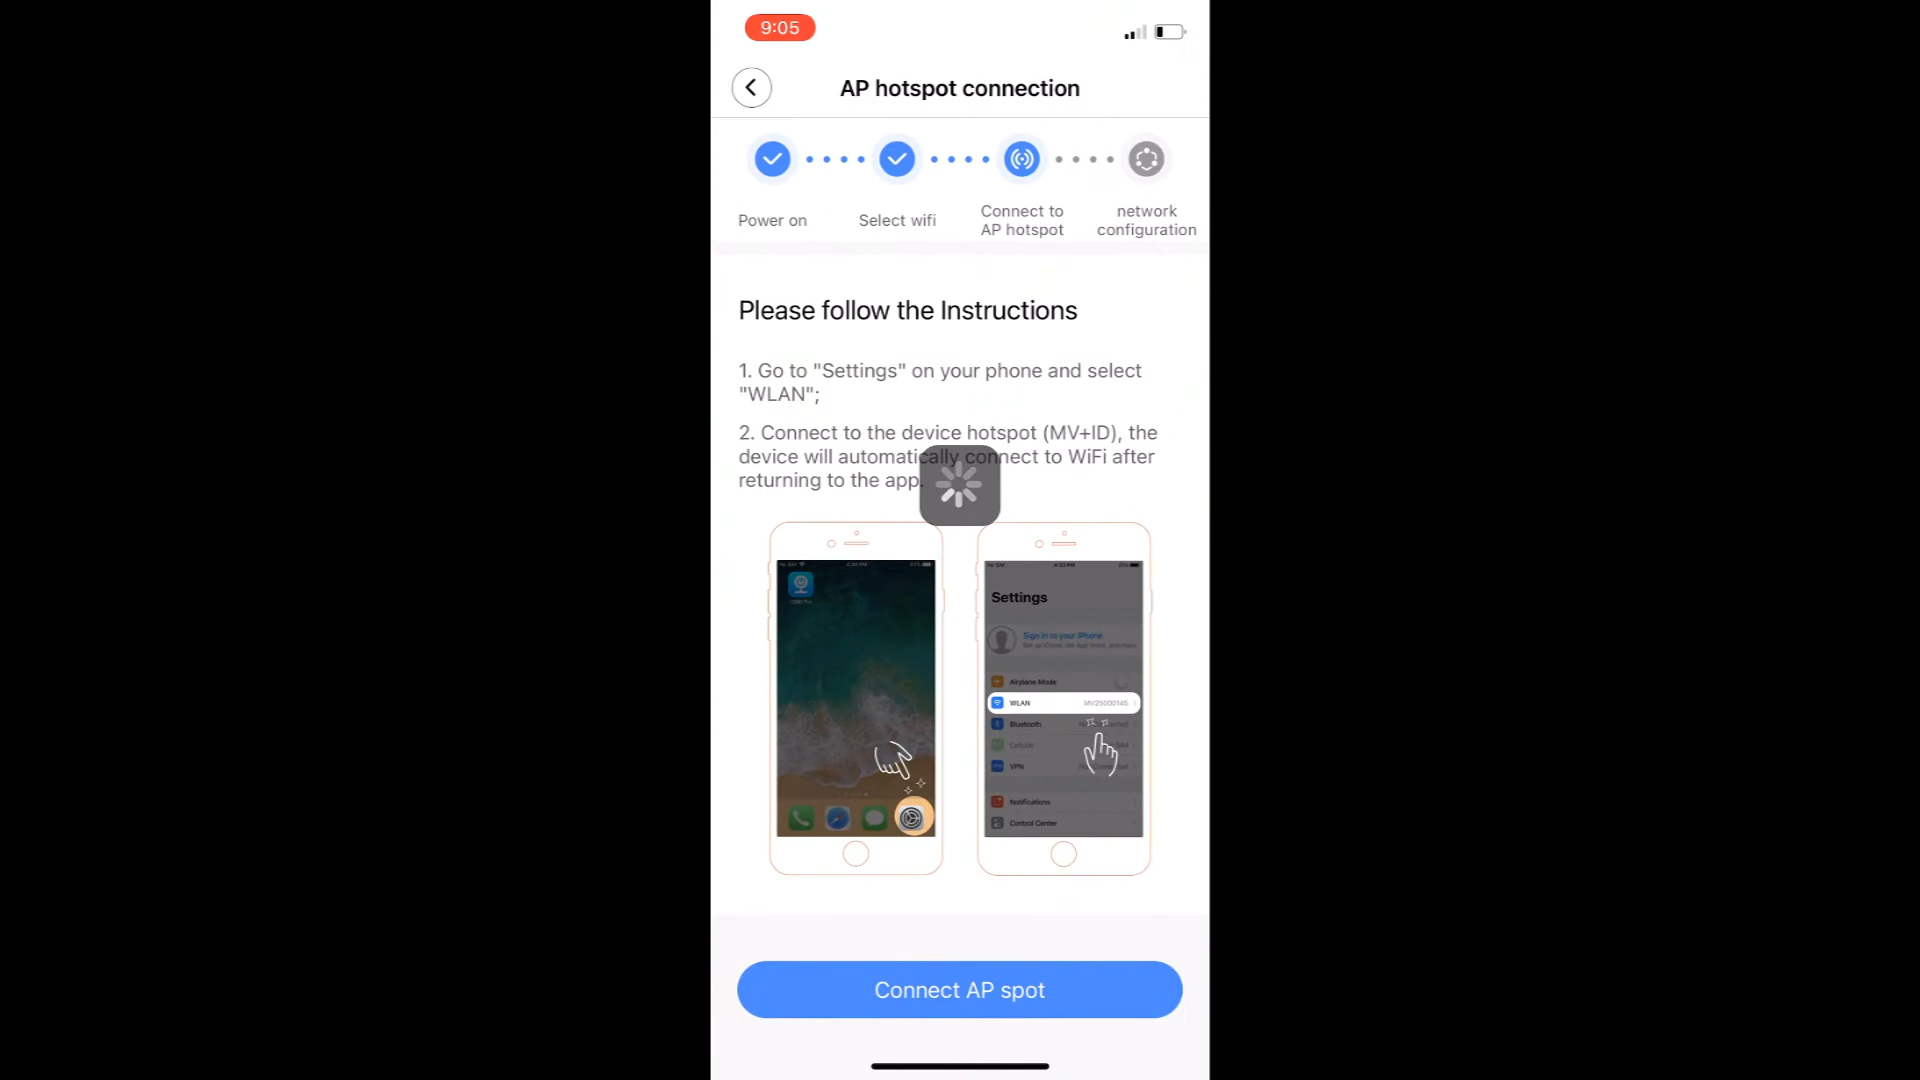 9:05
AP hotspot connection
Power on
Select wifi
Connect to
AP hotspot
network
configuration
Please follow the Instructions
1. Go to "Settings" on your phone and select
"WLAN";
2. Connect to the device hotspot (MV+ID), the
device will automatically connect to WiFi after
returning to the app.
Settings
Sign in to your iPhone
Airplane Mode
WLAN MV25000145
Bluetooth
Cellular
VPN
Notifications
Control Center
Connect AP spot